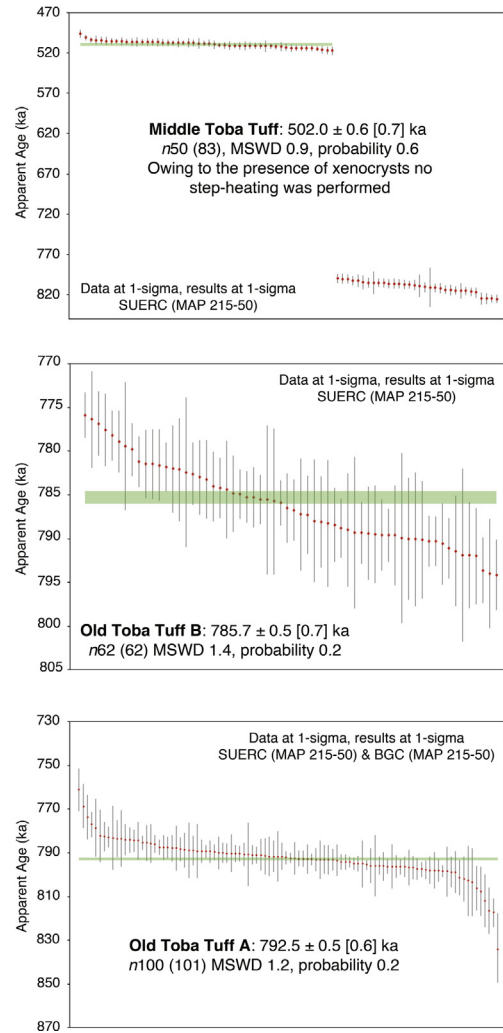 470
520
570
620
670
720
770
820
Apparent Age (ka)
Middle Toba Tuff: 502.0 ± 0.6 [0.7] ka
n50 (83), MSWD 0.9, probability 0.6
Owing to the presence of xenocrysts no
step-heating was performed
Data at 1-sigma, results at 1-sigma
SUERC (MAP 215-50)
770
775
780
785
790
795
800
805
Apparent Age (ka)
Data at 1-sigma, results at 1-sigma
SUERC (MAP 215-50)
Old Toba Tuff B: 785.7 ± 0.5 [0.7] ka
n62 (62) MSWD 1.4, probability 0.2
730
750
770
790
810
830
850
870
Apparent Age (ka)
Data at 1-sigma, results at 1-sigma
SUERC (MAP 215-50) & BGC (MAP 215-50)
Old Toba Tuff A: 792.5 ± 0.5 [0.6] ka
n100 (101) MSWD 1.2, probability 0.2